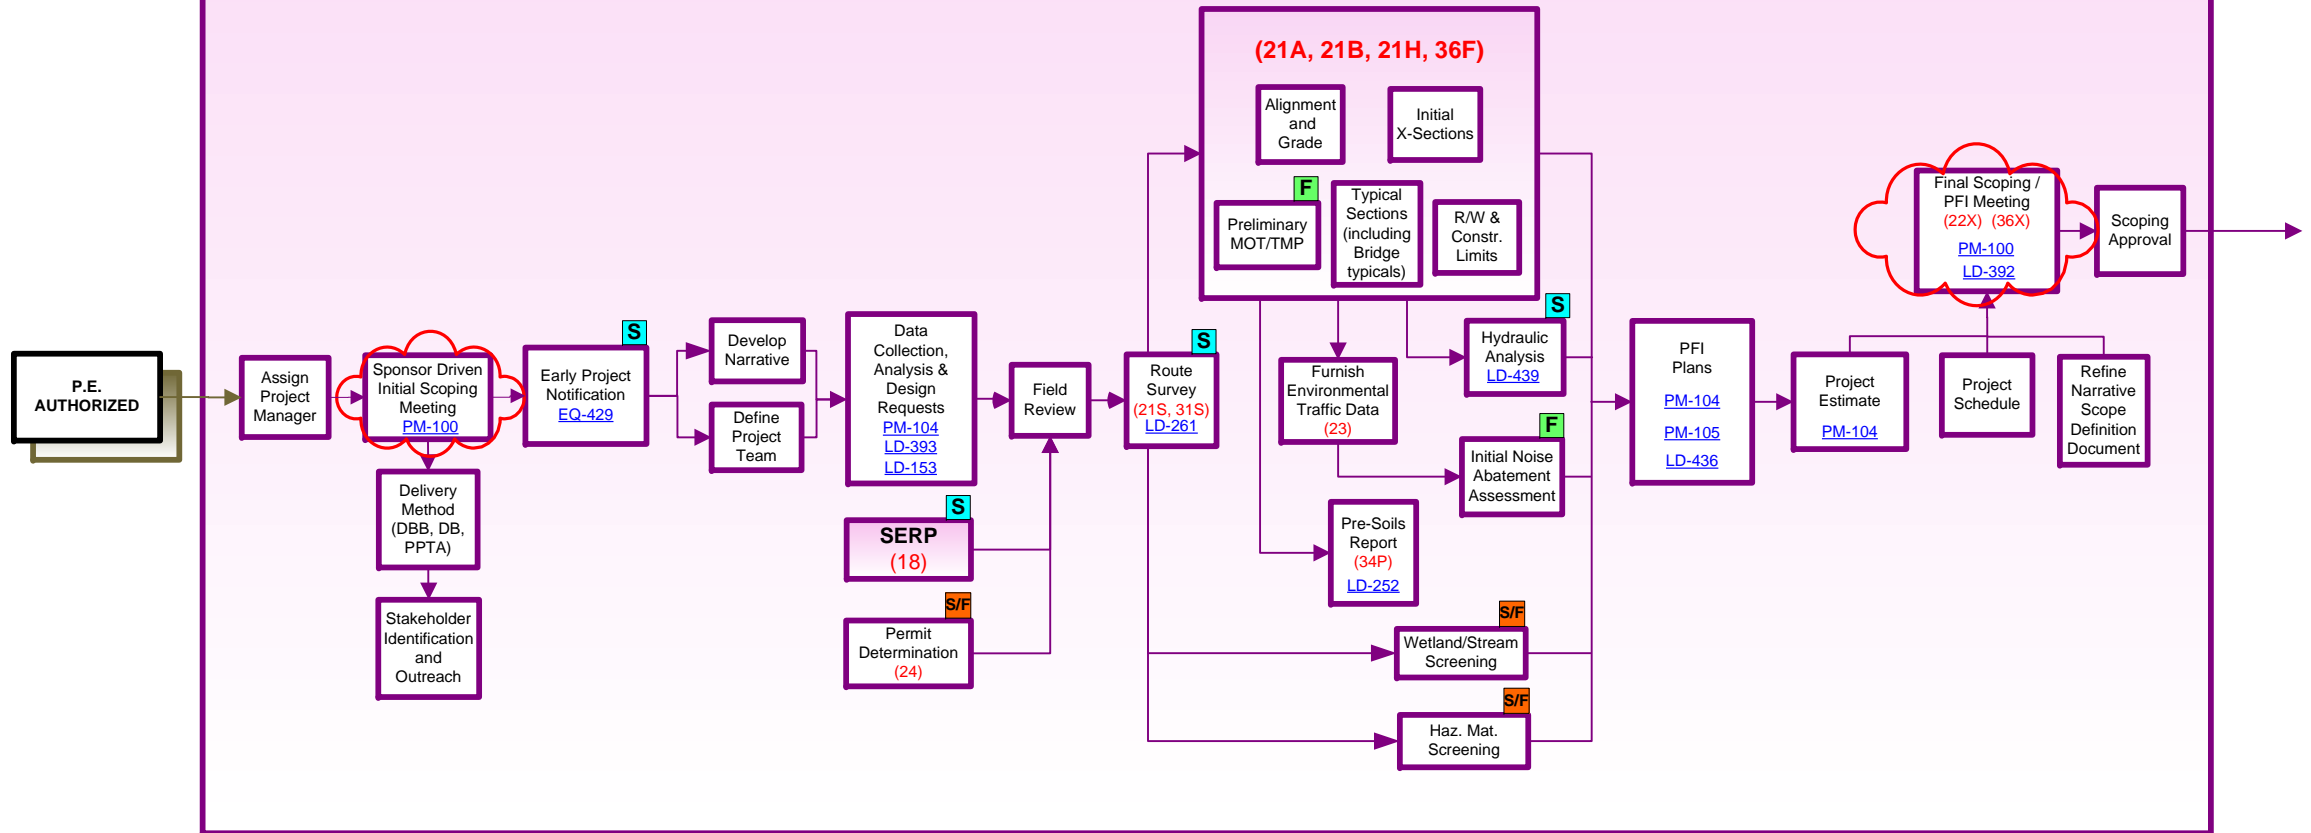 P.E.
AUTHORIZED
Assign
Project
Manager
Sponsor Driven
Initial Scoping
Meeting
PM-100
Delivery
Method
(DBB, DB,
PPTA)
Stakeholder
Identification
and
Outreach
S
Early Project
Notification
EQ-429
Develop
Narrative
Define
Project
Team
Data
Collection,
Analysis &
Design
Requests
PM-104
LD-393
LD-153
S
SERP
(18)
S/F
Permit
Determination
(24)
Field
Review
S
Route
Survey
(21S, 31S)
LD-261
(21A, 21B, 21H, 36F)
Alignment
and
Grade
Initial
X-Sections
F
Preliminary
MOT/TMP
Typical
Sections
(including
Bridge
typicals)
R/W &
Constr.
Limits
S
Hydraulic
Analysis
LD-439
Furnish
Environmental
Traffic Data
(23)
F
Initial Noise
Abatement
Assessment
Pre-Soils
Report
(34P)
LD-252
S/F
Wetland/Stream
Screening
S/F
Haz. Mat.
Screening
PFI
Plans
PM-104
PM-105
LD-436
Project
Estimate
PM-104
Project
Schedule
Refine
Narrative
Scope
Definition
Document
Final Scoping /
PFI Meeting
(22X) (36X)
PM-100
LD-392
Scoping
Approval